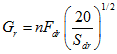 G_r = nF_dr (20 / S_dr)^1/2